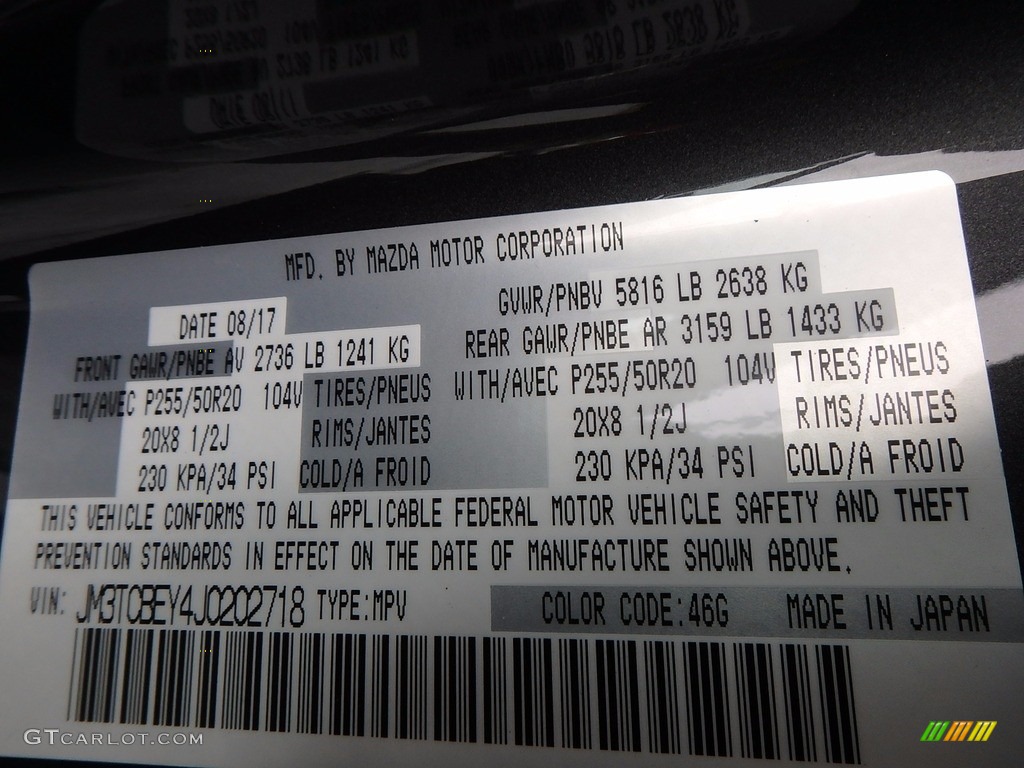 MFD. BY MAZDA MOTOR CORPORATION
DATE 08/17
GVWR/PNBV 5816 LB 2638 KG
FRONT GAWR/PNBE AV 2736 LB 1241 KG
REAR GAWR/PNBE AR 3159 LB 1433 KG
WITH/AVEC P255/50R20 104V TIRES/PNEUS
WITH/AVEC P255/50R20 104V TIRES/PNEUS
20X8 1/2J RIMS/JANTES
20X8 1/2J RIMS/JANTES
230 KPA/34 PSI COLD/A FROID
230 KPA/34 PSI COLD/A FROID
THIS VEHICLE CONFORMS TO ALL APPLICABLE FEDERAL MOTOR VEHICLE SAFETY AND THEFT
PREVENTION STANDARDS IN EFFECT ON THE DATE OF MANUFACTURE SHOWN ABOVE.
VIN: JM3TCBEY4J0202718 TYPE:MPV COLOR CODE:46G MADE IN JAPAN
GTcarlot.com